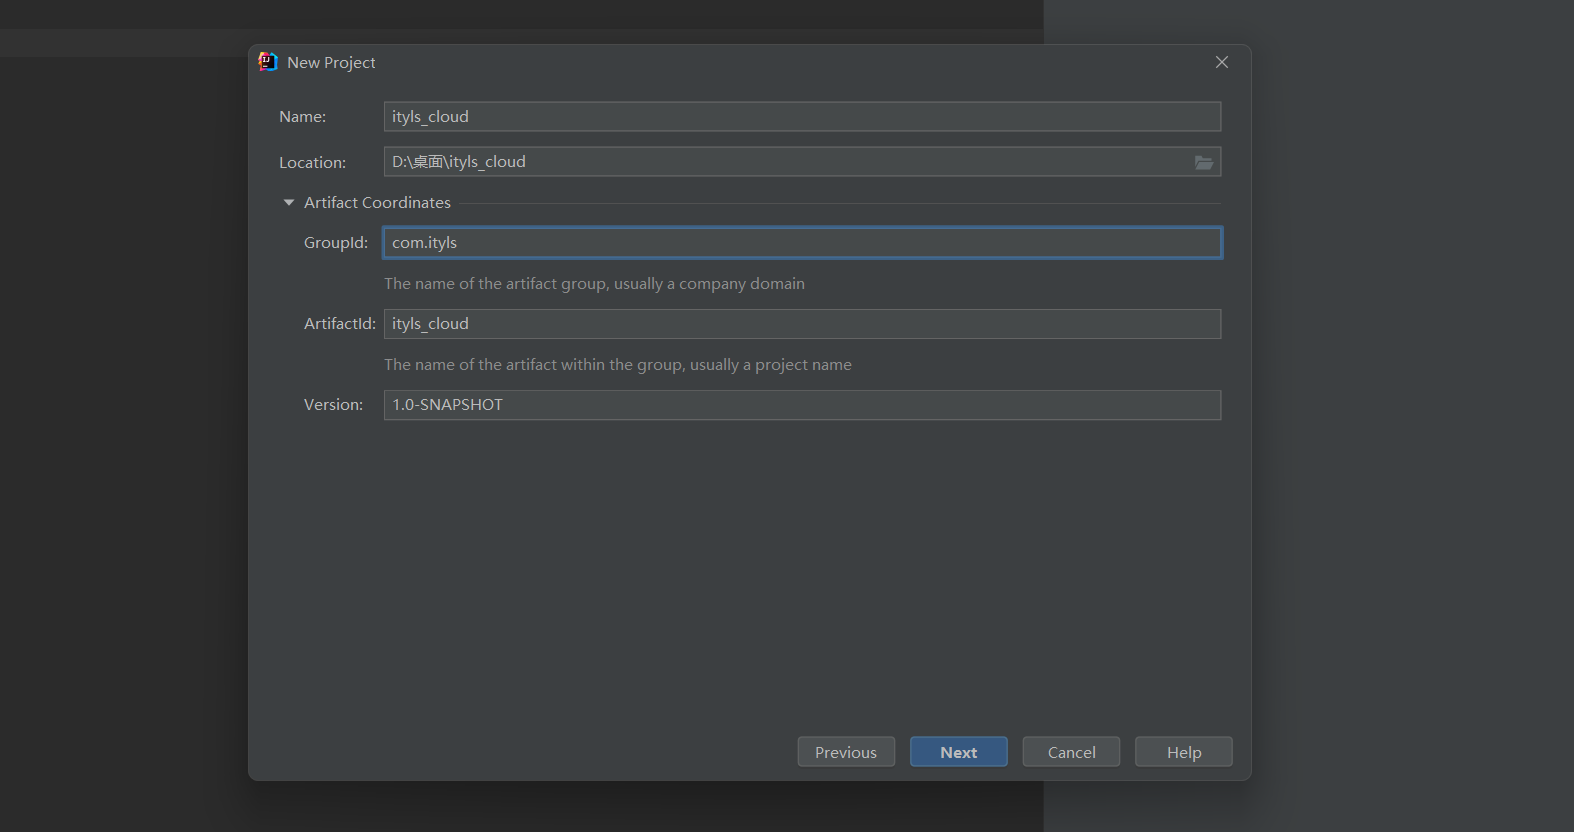 New Project
Name: ityls_cloud
Location: D:\桌面\ityls_cloud
Artifact Coordinates
GroupId: com.ityls
The name of the artifact group, usually a company domain
ArtifactId: ityls_cloud
The name of the artifact within the group, usually a project name
Version: 1.0-SNAPSHOT
Previous Next Cancel Help